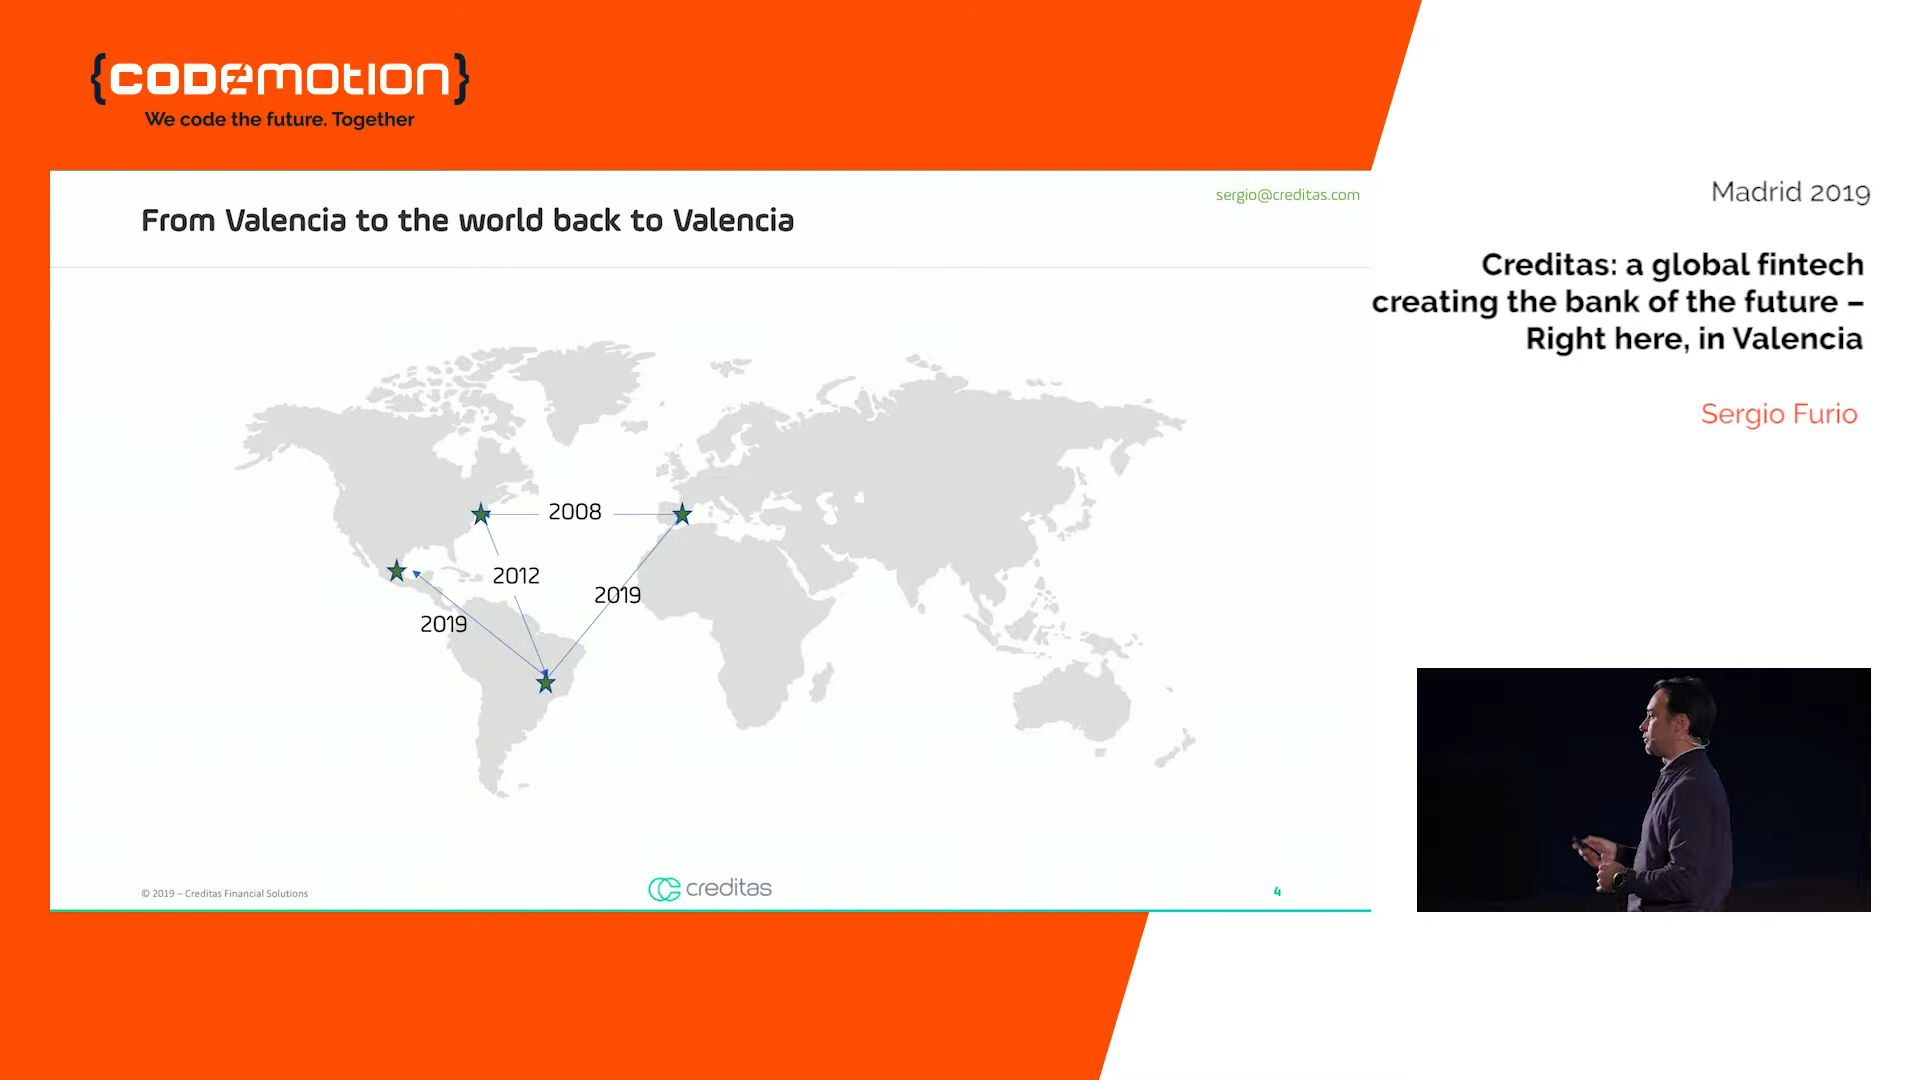 {codemotion}
We code the future. Together
sergio@creditas.com
From Valencia to the world back to Valencia
2008
2012
2019
2019
© 2019 – Creditas Financial Solutions
creditas
4
Madrid 2019
Creditas: a global fintech
creating the bank of the future –
Right here, in Valencia
Sergio Furio